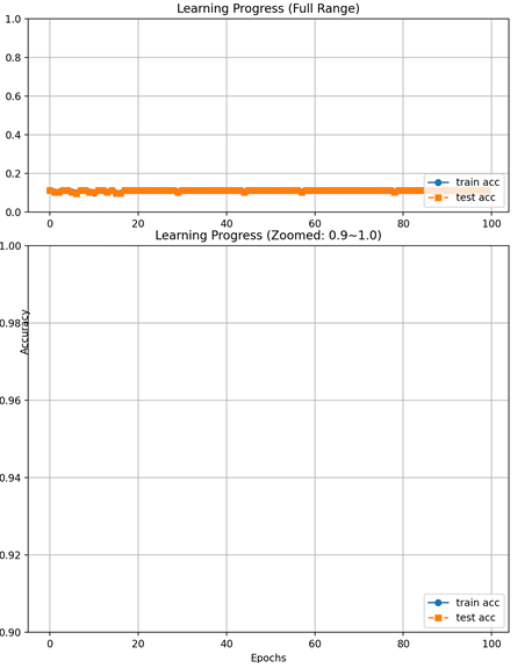 Learning Progress (Full Range)
1.0
0.8
0.6
0.4
0.2
0.0
train acc
test acc
0 20 40 60 80 100
Learning Progress (Zoomed: 0.9~1.0)
1.00
0.98
0.96
0.94
0.92
0.90
Accuracy
train acc
test acc
0 20 40 60 80 100
Epochs